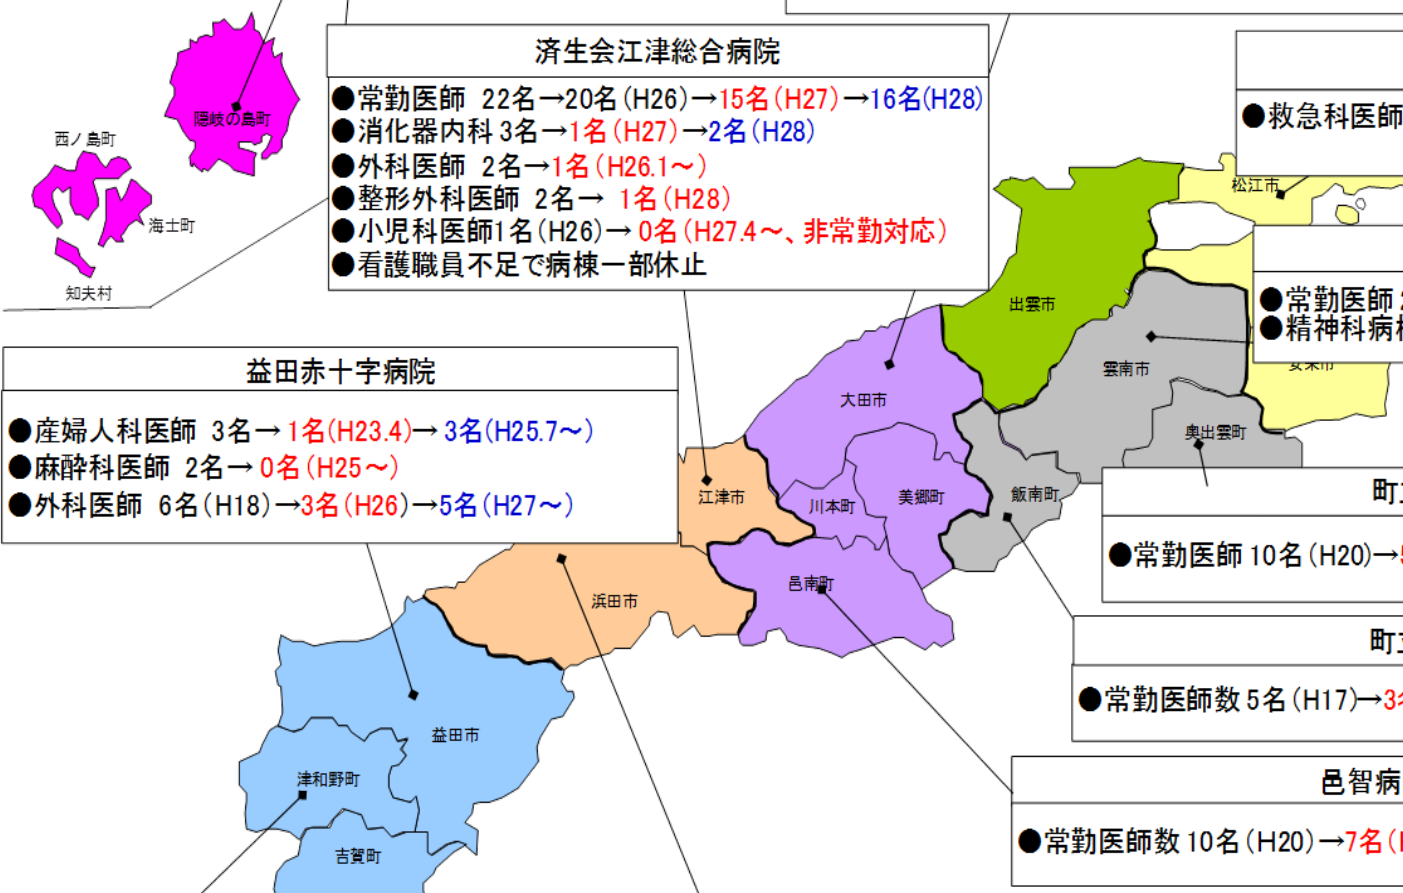 済生会江津総合病院
●常勤医師 22名→20名(H26)→15名(H27)→16名(H28)
●消化器内科3名→1名(H27)→2名(H28)
●外科医師 2名→1名(H26.1～)
●整形外科医師 2名→ 1名(H28)
●小児科医師1名(H26)→0名(H27.4～、非常勤対応)
●看護職員不足で病棟一部休止
●救急科医師
隠岐の島町
西ノ島町
海士町
知夫村
松江市
●常勤医師
●精神科病
出雲市
雲南市
大田市
奥出雲町
益田赤十字病院
●産婦人科医師 3名→1名(H23.4)→3名(H25.7～)
●麻酔科医師 2名→0名(H25～)
●外科医師 6名(H18)→3名(H26)→5名(H27～)
江津市
川本町
美郷町
飯南町
町
●常勤医師10名(H20)→
邑南町
浜田市
町
●常勤医師数5名(H17)→3
益田市
津和野町
吉賀町
邑智病
●常勤医師数10名(H20)→7名(